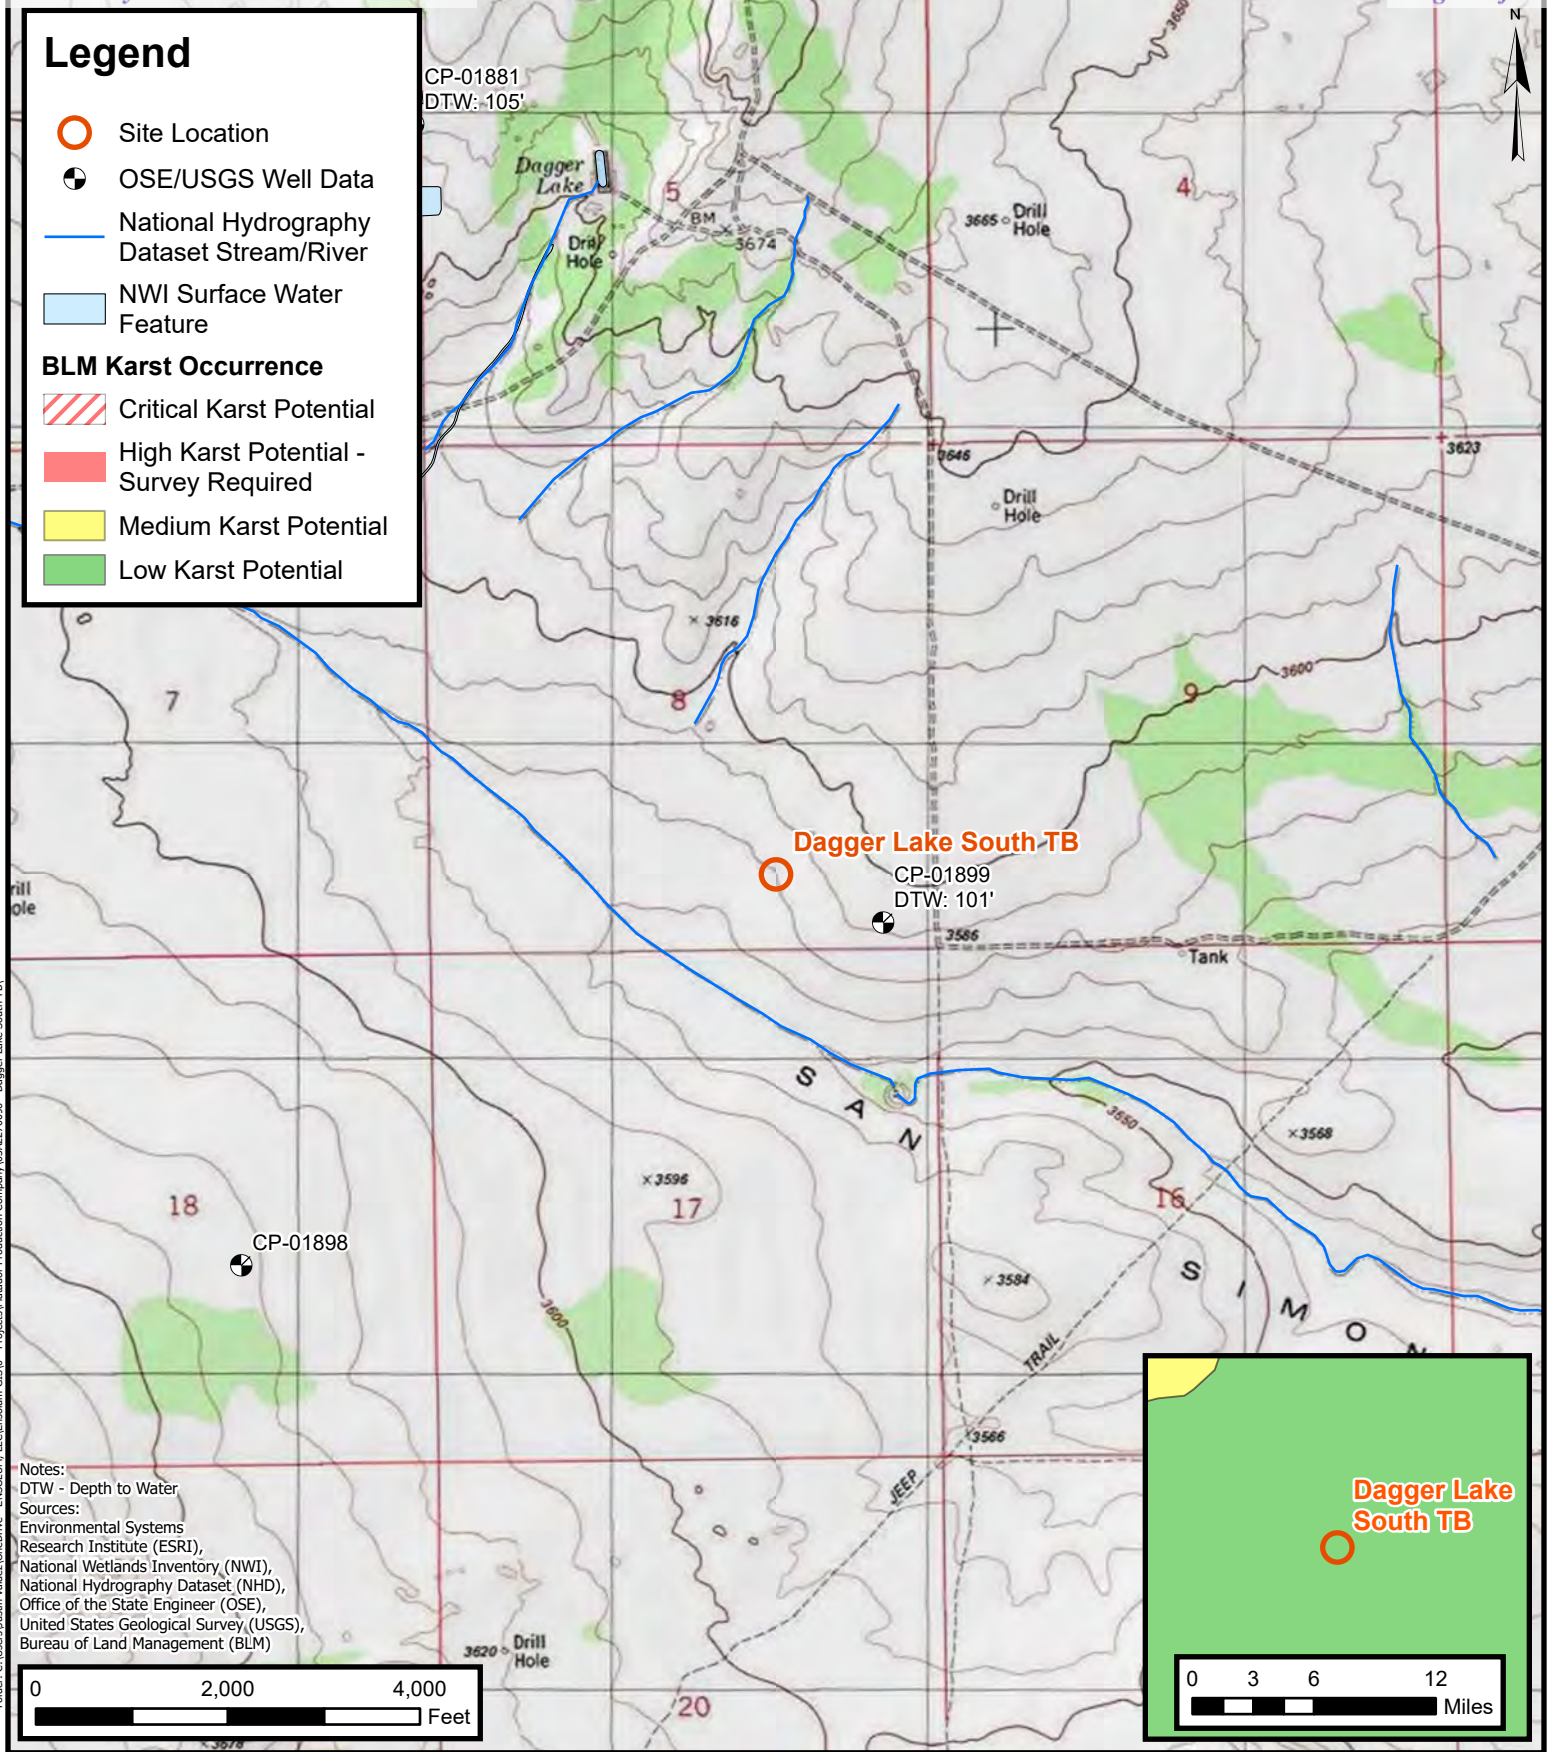 Legend
Site Location
OSE/USGS Well Data
National Hydrography
Dataset Stream/River
NWI Surface Water
Feature
BLM Karst Occurrence
Critical Karst Potential
High Karst Potential -
Survey Required
Medium Karst Potential
Low Karst Potential
N
CP-01881
DTW: 105'
3650
Dagger
Lake
5
4
BM
3674
3665
Drill
Hole
Drill
Hole
3646
3623
Drill
Hole
3616
7
8
9
3600
Dagger Lake South TB
CP-01899
DTW: 101'
3586
Tank
S A N
3550
3568
3596
18
17
16
CP-01898
3584
S I M O N
3600
TRAIL
JEEP
3566
Notes:
DTW - Depth to Water
Sources:
Environmental Systems
Research Institute (ESRI),
National Wetlands Inventory (NWI),
National Hydrography Dataset (NHD),
Office of the State Engineer (OSE),
United States Geological Survey (USGS),
Bureau of Land Management (BLM)
3620
Drill
Hole
20
0 2,000 4,000
Feet
Dagger Lake
South TB
0 3 6 12
Miles